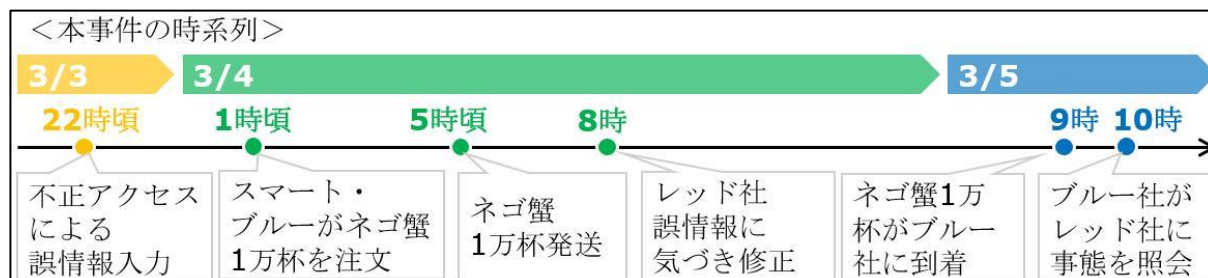 ＜本事件の時系列＞
3/3
3/4
3/5
22時頃
1時頃
5時頃
8時
9時
10時
不正アクセス
による
誤情報入力
スマート・
ブルーがネゴ蟹
1万杯を注文
ネゴ蟹
1万杯発送
レッド社
誤情報に
気づき修正
ネゴ蟹1万
杯がブルー
社に到着
ブルー社が
レッド社に
事態を照会